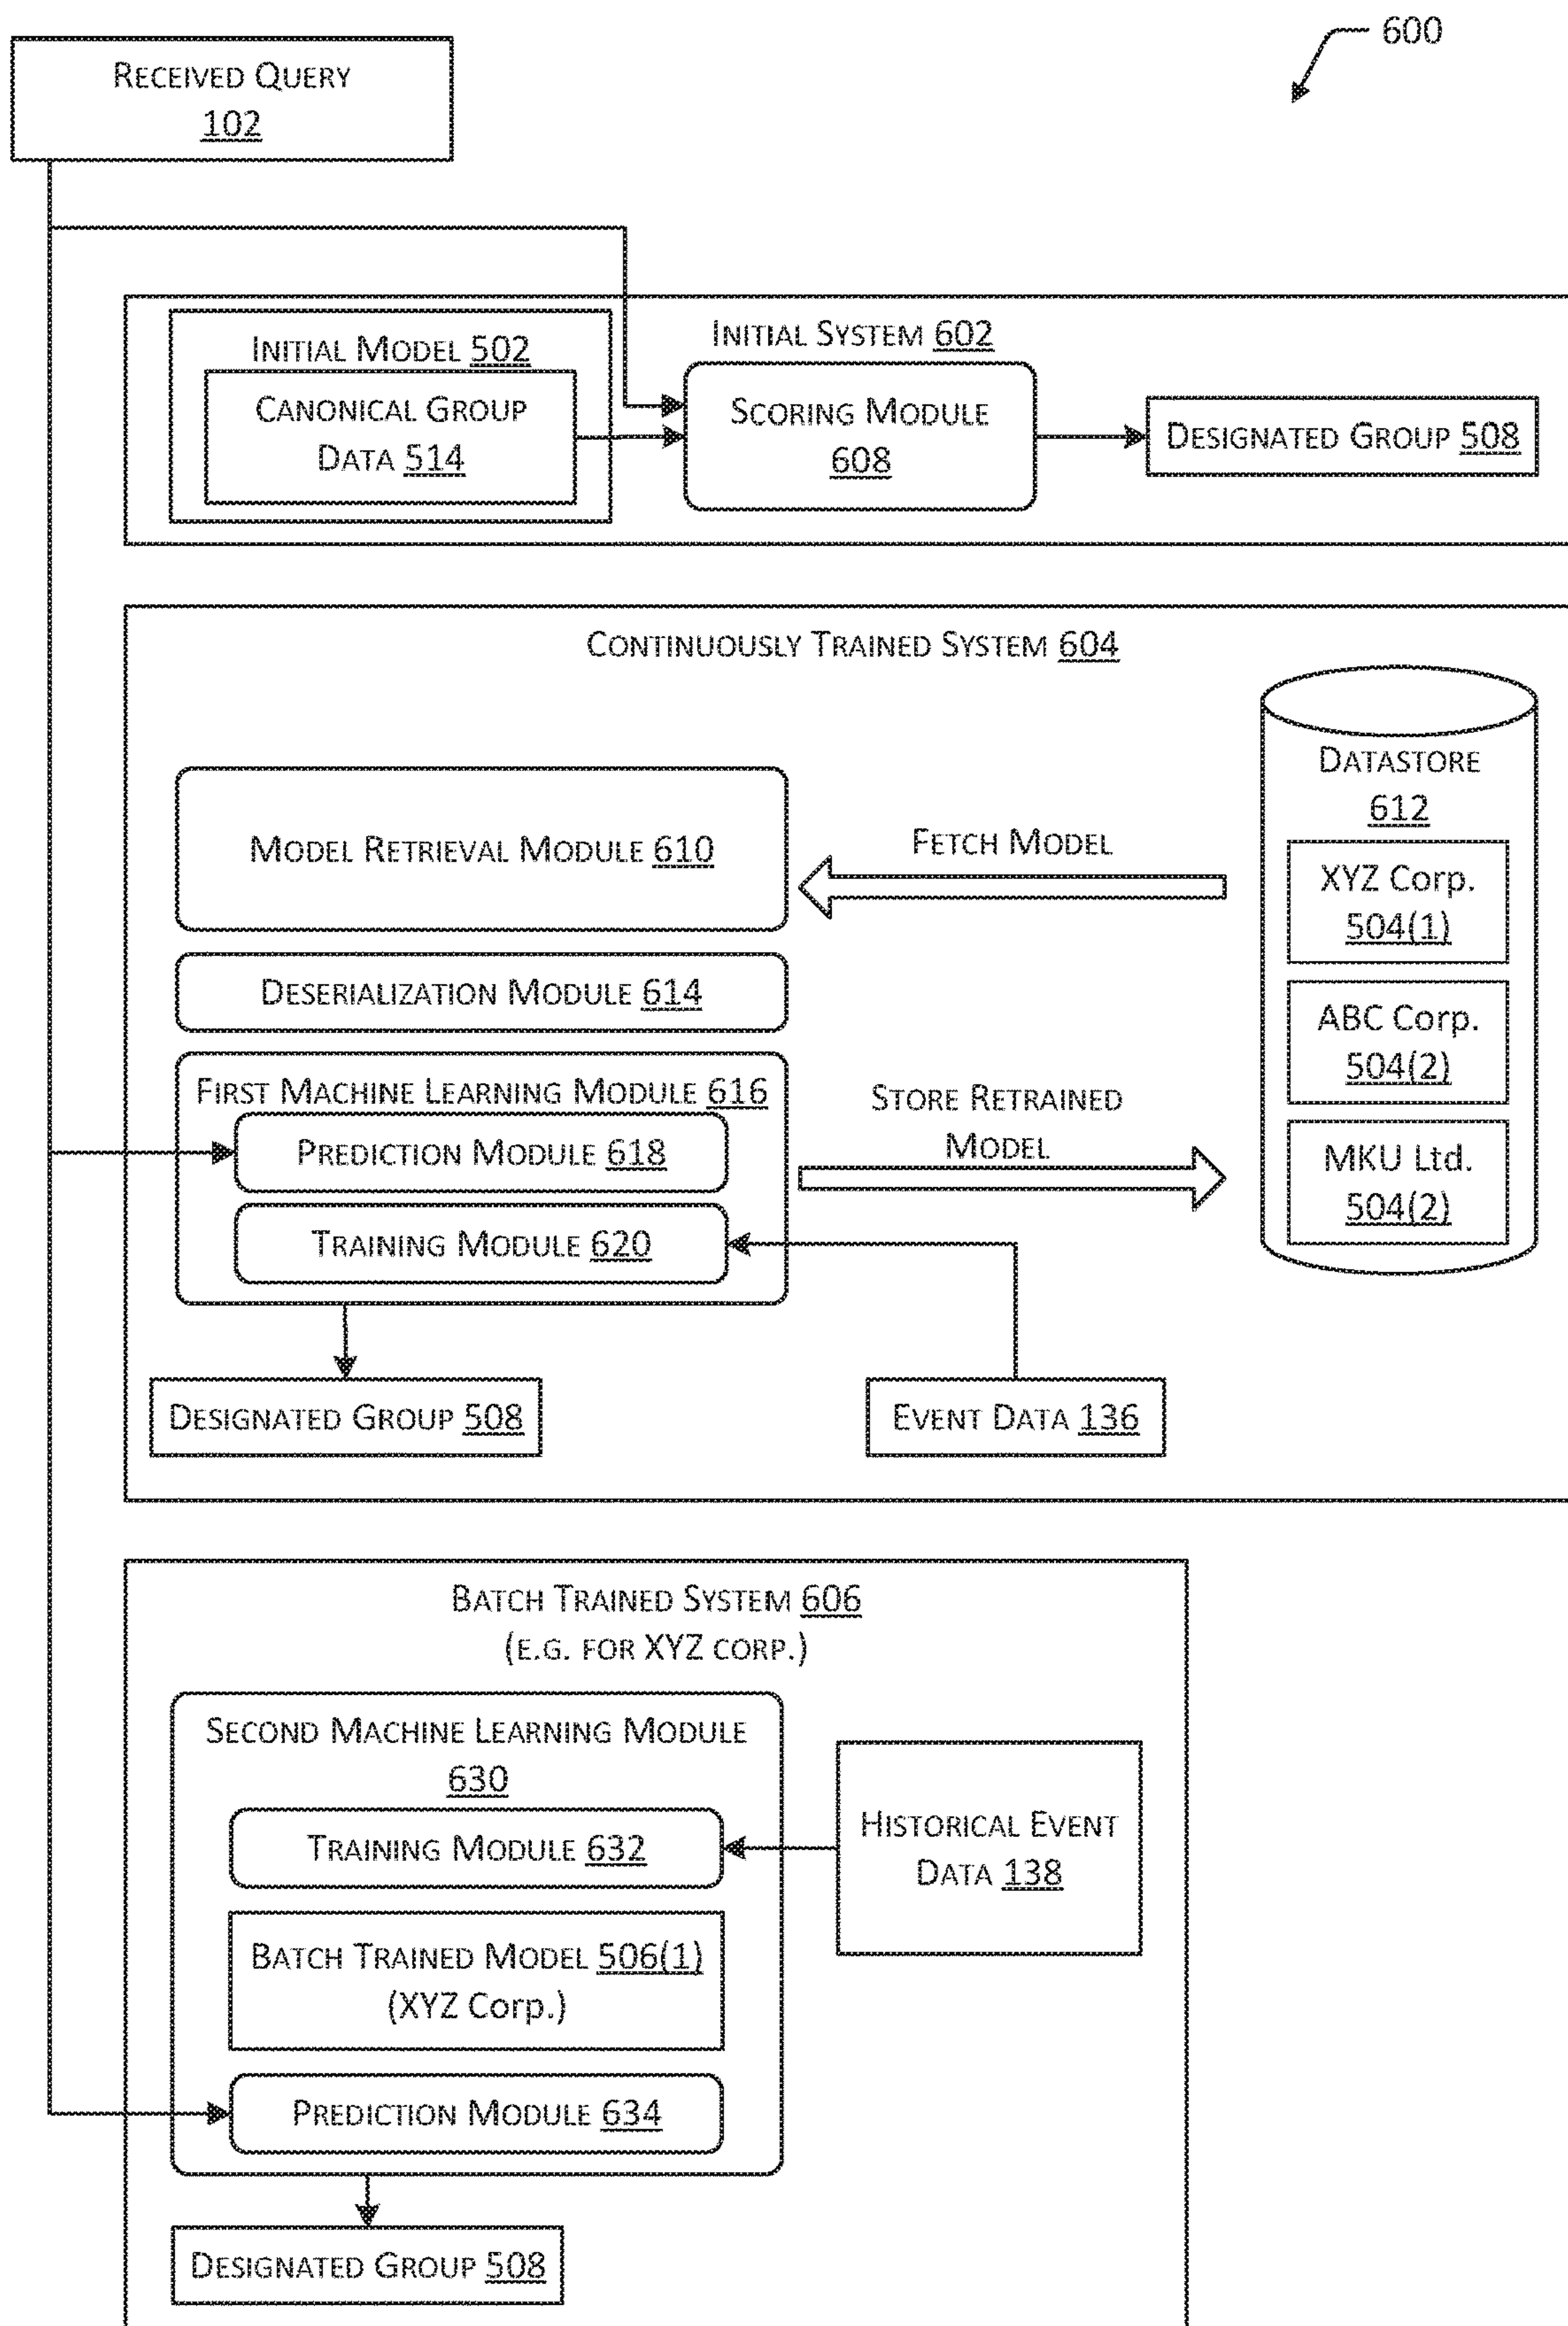 600
RECEIVED QUERY
102
INITIAL SYSTEM 602
INITIAL MODEL 502
CANONICAL GROUP
DATA 514
SCORING MODULE
608
DESIGNATED GROUP 508
CONTINUOUSLY TRAINED SYSTEM 604
DATASTORE
612
MODEL RETRIEVAL MODULE 610
FETCH MODEL
XYZ Corp.
504(1)
DESERIALIZATION MODULE 614
ABC Corp.
504(2)
FIRST MACHINE LEARNING MODULE 616
STORE RETRAINED
MODEL
PREDICTION MODULE 618
MKU Ltd.
504(2)
TRAINING MODULE 620
DESIGNATED GROUP 508
EVENT DATA 136
BATCH TRAINED SYSTEM 606
(E.G. FOR XYZ CORP.)
SECOND MACHINE LEARNING MODULE
630
TRAINING MODULE 632
HISTORICAL EVENT
DATA 138
BATCH TRAINED MODEL 506(1)
(XYZ Corp.)
PREDICTION MODULE 634
DESIGNATED GROUP 508